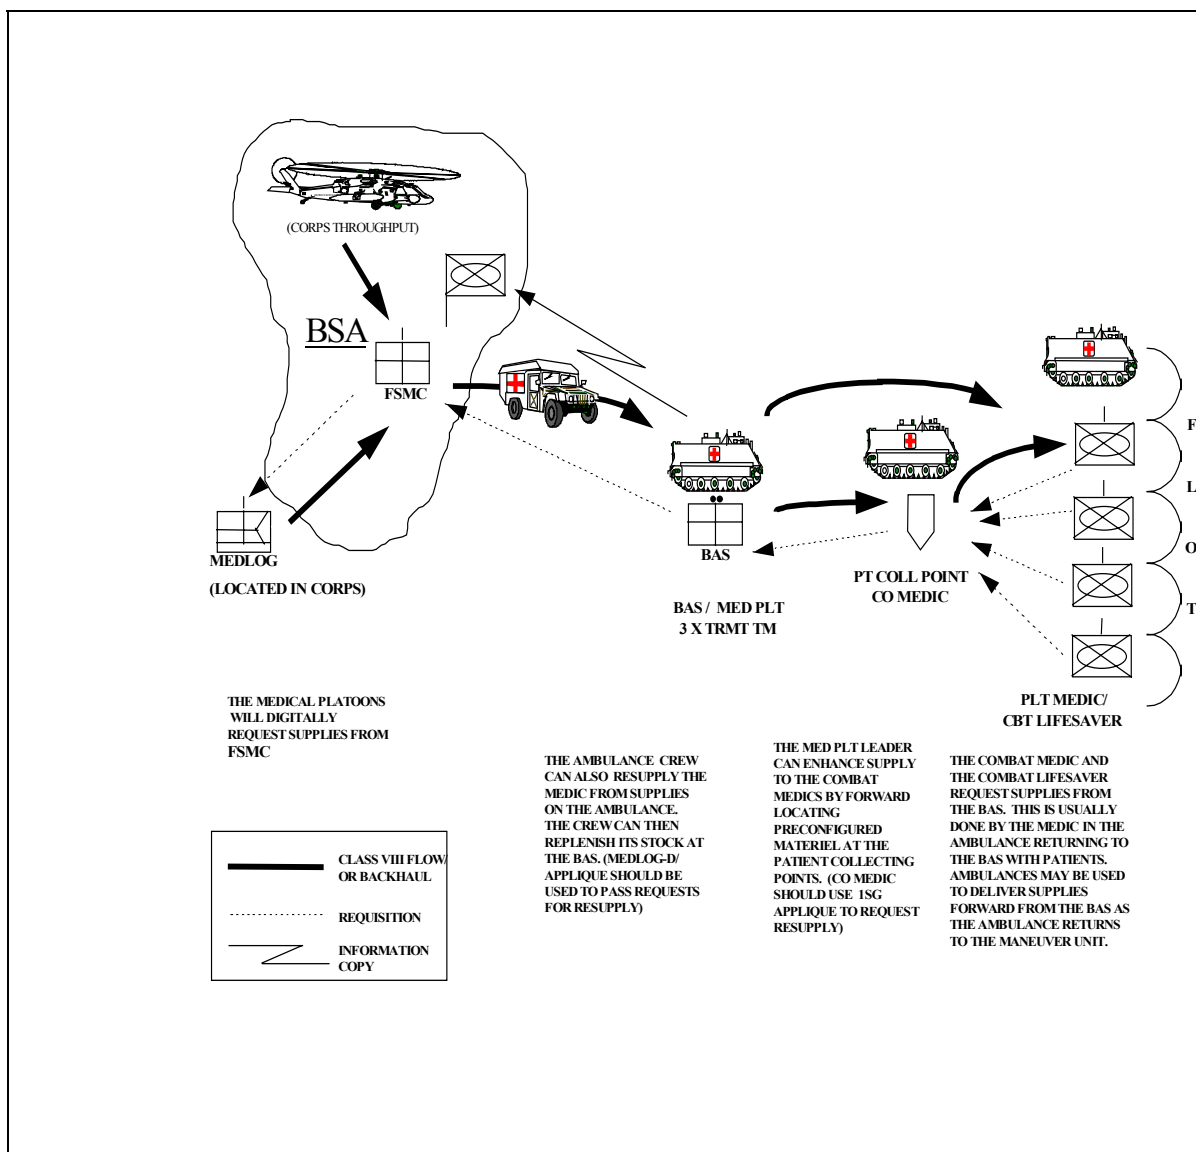 (CORPS THROUGHPUT)
BSA
FSMC
MEDLOG
(LOCATED IN CORPS)
BAS
BAS / MED PLT
3 X TRMT TM
PT COLL POINT
CO MEDIC
F
L
O
T
PLT MEDIC/
CBT LIFESAVER
THE MEDICAL PLATOONS
WILL DIGITALLY
REQUEST SUPPLIES FROM
FSMC
THE AMBULANCE CREW
CAN ALSO RESUPPLY THE
MEDIC FROM SUPPLIES
ON THE AMBULANCE.
THE CREW CAN THEN
REPLENISH ITS STOCK AT
THE BAS. (MEDLOG-D/
APPLIQUE SHOULD BE
USED TO PASS REQUESTS
FOR RESUPPLY)
THE MED PLT LEADER
CAN ENHANCE SUPPLY
TO THE COMBAT
MEDICS BY FORWARD
LOCATING
PRECONFIGURED
MATERIEL AT THE
PATIENT COLLECTING
POINTS. (CO MEDIC
SHOULD USE 1SG
APPLIQUE TO REQUEST
RESUPPLY)
THE COMBAT MEDIC AND
THE COMBAT LIFESAVER
REQUEST SUPPLIES FROM
THE BAS. THIS IS USUALLY
DONE BY THE MEDIC IN THE
AMBULANCE RETURNING TO
THE BAS WITH PATIENTS.
AMBULANCES MAY BE USED
TO DELIVER SUPPLIES
FORWARD FROM THE BAS AS
THE AMBULANCE RETURNS
TO THE MANEUVER UNIT.
CLASS VIII FLOW/
OR BACKHAUL
REQUISITION
INFORMATION
COPY